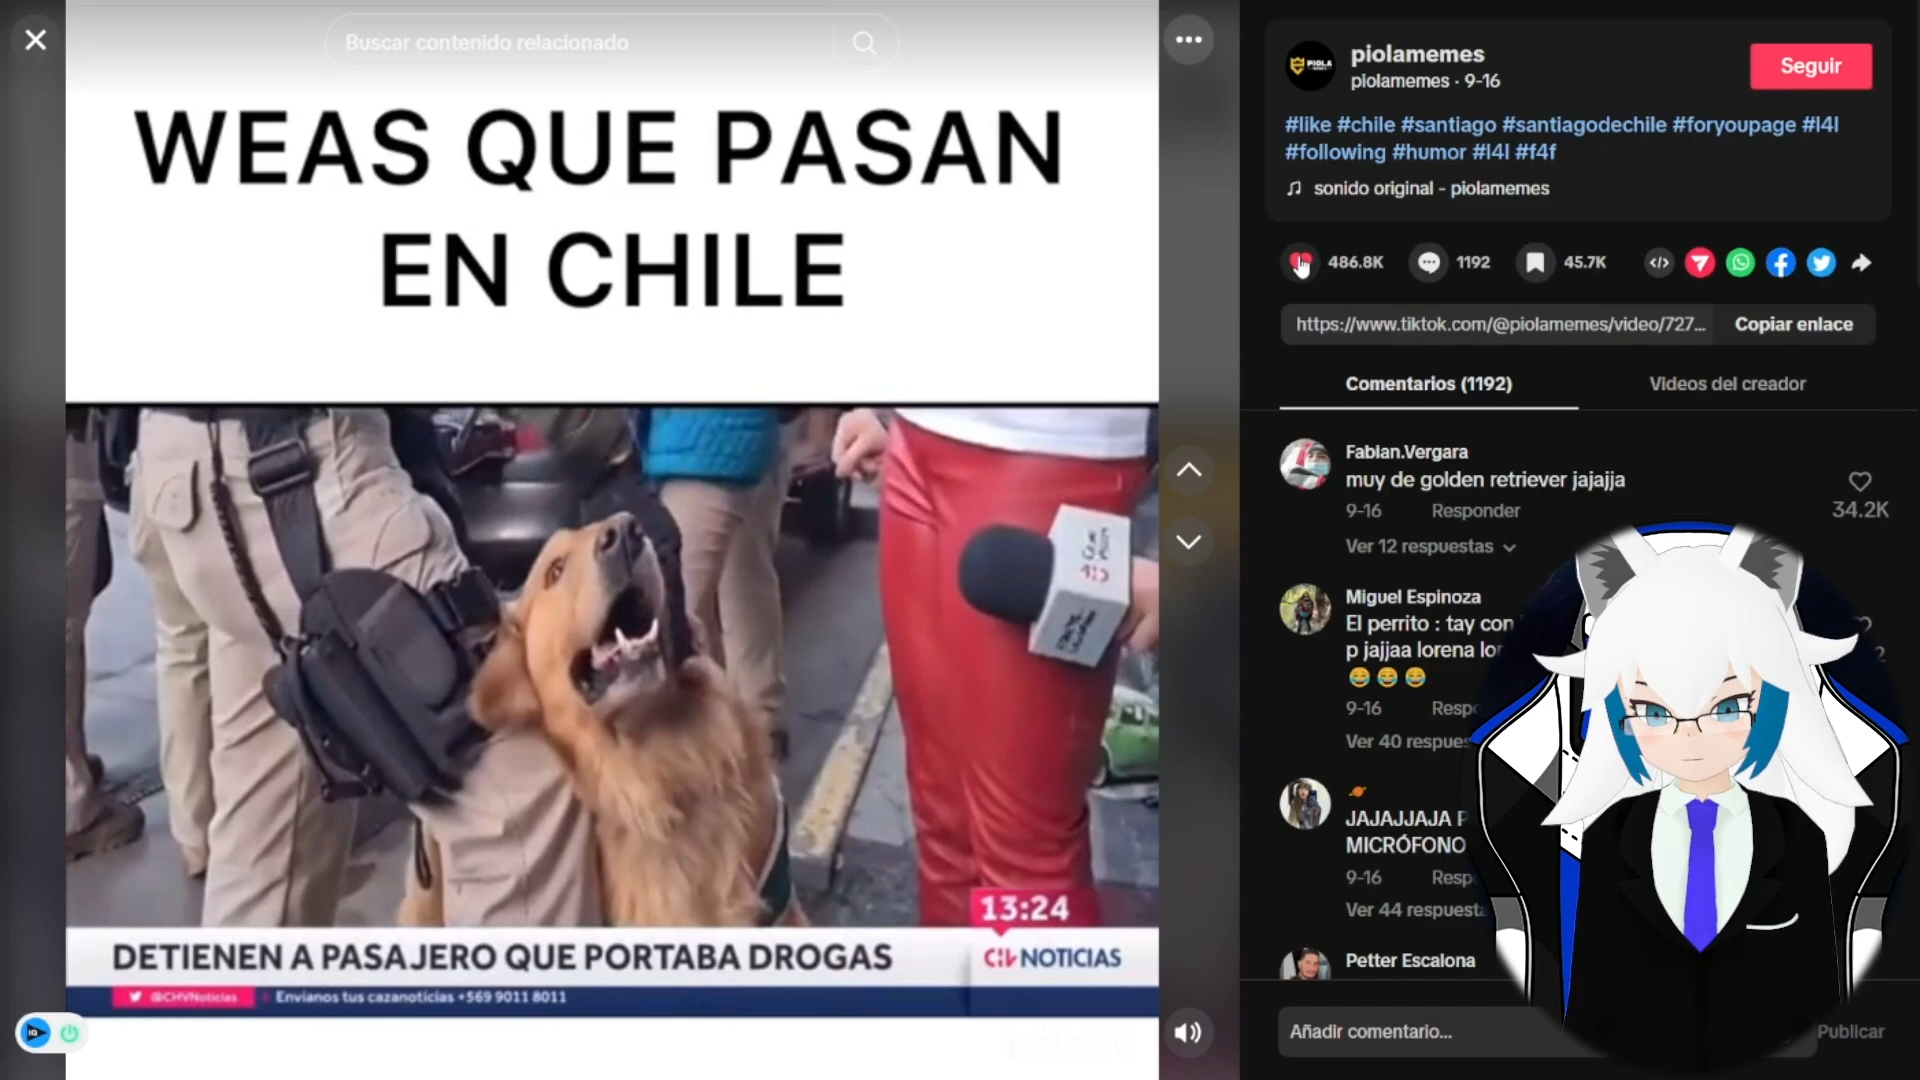 Buscar contenido relacionado
WEAS QUE PASAN
EN CHILE
13:24
DETIENEN A PASAJERO QUE PORTABA DROGAS
CHV NOTICIAS
@CHVNoticias
Envíanos tus cazanoticias +569 9011 8011
PIOLA
piolamemes
piolamemes · 9-16
Seguir
#like #chile #santiago #santiagodechile #foryoupage #l4l
#following #humor #l4l #f4f
sonido original - piolamemes
486.8K
1192
45.7K
https://www.tiktok.com/@piolamemes/video/727...
Copiar enlace
Comentarios (1192)
Videos del creador
Fabian.Vergara
muy de golden retriever jajajja
9-16 Responder
34.2K
Ver 12 respuestas
Miguel Espinoza
El perrito : tay con
p jajjaa lorena lo
😂 😂 😂
9-16
Ver 40
JAJAJJAJA P
MICRÓFONO
9-16
Ver 44
Petter Escalona
Añadir comentario...
Publicar